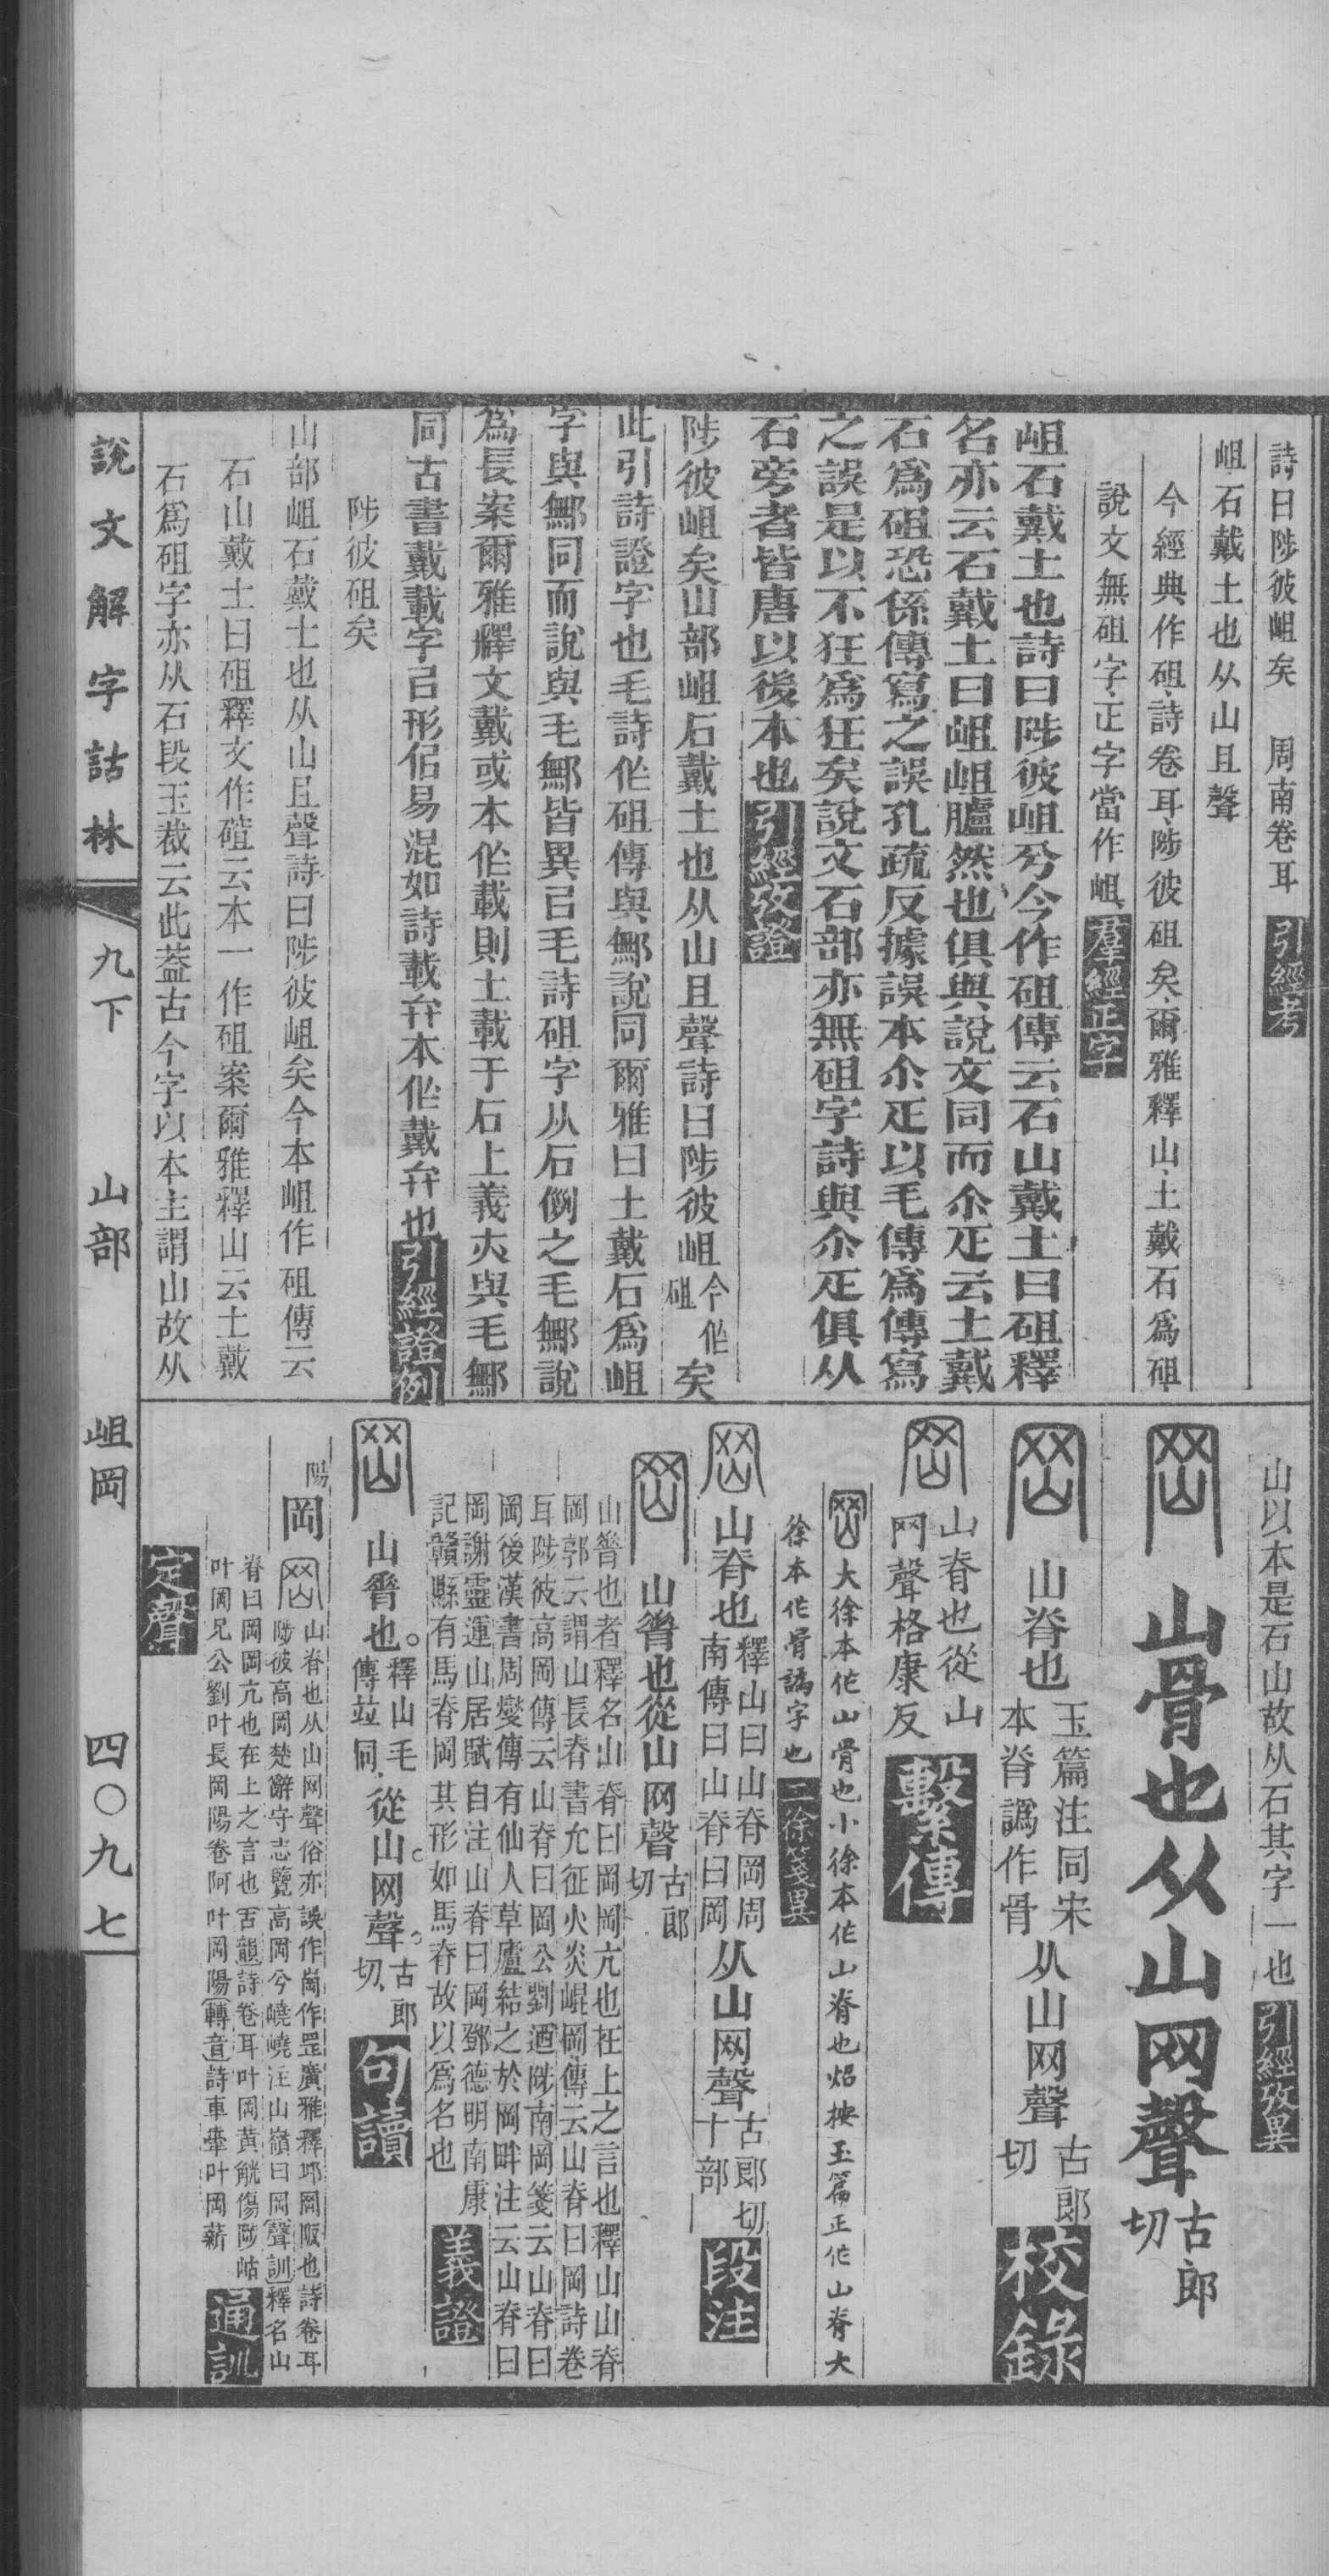 詩曰陟彼岨矣　周南卷耳　引經考
岨石戴土也从山且聲
今經典作砠詩卷耳陟彼砠矣爾雅釋山土戴石爲砠
說文無砠字正字當作岨　羣經正字
岨石戴土也詩曰陟彼岨兮今作砠傳云石山戴土曰砠釋
名亦云石戴土曰岨岨臚然也俱與說文同而尒疋云土戴
石爲砠恐係傳寫之誤孔疏反據誤本尒疋以毛傳爲傳寫
之誤是以不狂爲狂矣說文石部亦無砠字詩與尒疋俱从
石旁者皆唐以後本也　引經攷證
陟彼岨矣山部岨石戴土也从山且聲詩曰陟彼岨今作砠矣
此引詩證字也毛詩作砠傳與鄦說同爾雅曰土戴石爲岨
字與鄦同而說與毛鄦皆異㠯毛詩砠字从石例之毛鄦說
爲長案爾雅釋文戴或本作載則土載于石上義亣與毛鄦
同古書戴載字㠯形侣易混如詩載弁本作戴弁也　引經證例
陟彼砠矣
山部岨石戴土也从山且聲詩曰陟彼岨矣今本岨作砠傳云
石山戴土曰砠釋文作碴云本一作砠案爾雅釋山云土戴
石爲砠字亦从石段玉裁云此蓋古今字以本主謂山故从
山以本是石山故从石其字一也　引經攷異
山骨也从山网聲古郎切
山脊也玉篇注同宋本脊譌作骨从山网聲古郎切　校錄
山脊也從山网聲格康反　繫傳
大徐本作山骨也小徐本作山脊也炤按玉篇正作山脊大
徐本作骨譌字也　二徐箋異
山脊也釋山曰山脊岡周南傳曰山脊曰岡从山网聲古郎切十部　段注
山脊也從山网聲古郎切
山脊也者釋名山脊曰岡岡亢也在上之言也釋山山脊
岡郭云謂山長脊書允征火炎崐岡傳云山脊曰岡詩卷
耳陟彼高岡傳云山脊曰岡公劉迺陟南岡箋云山脊曰
岡後漢書周燮傳有仙人草廬結之於岡畔注云山脊曰
岡謝靈運山居賦自注山脊曰岡鄧德明南康
記贛縣有馬脊岡其形如馬脊故以爲名也　義證
山脊也。釋山毛傳竝同從山网聲。古郎切　句讀
陽
岡　山脊也从山网聲俗亦誤作崗作罡廣雅釋邱岡阪也詩卷耳
陟彼高岡楚辭守志覽高岡兮嶢嶢注山嶺曰岡聲訓釋名山
脊曰岡岡亢也在上之言也古韻詩卷耳叶岡黃觥傷陟岵
叶岡兄公劉叶長岡陽卷阿叶岡陽轉音詩車舝叶岡薪　通訓
定聲
說文解字詁林　九下　山部　岨岡　四〇九七